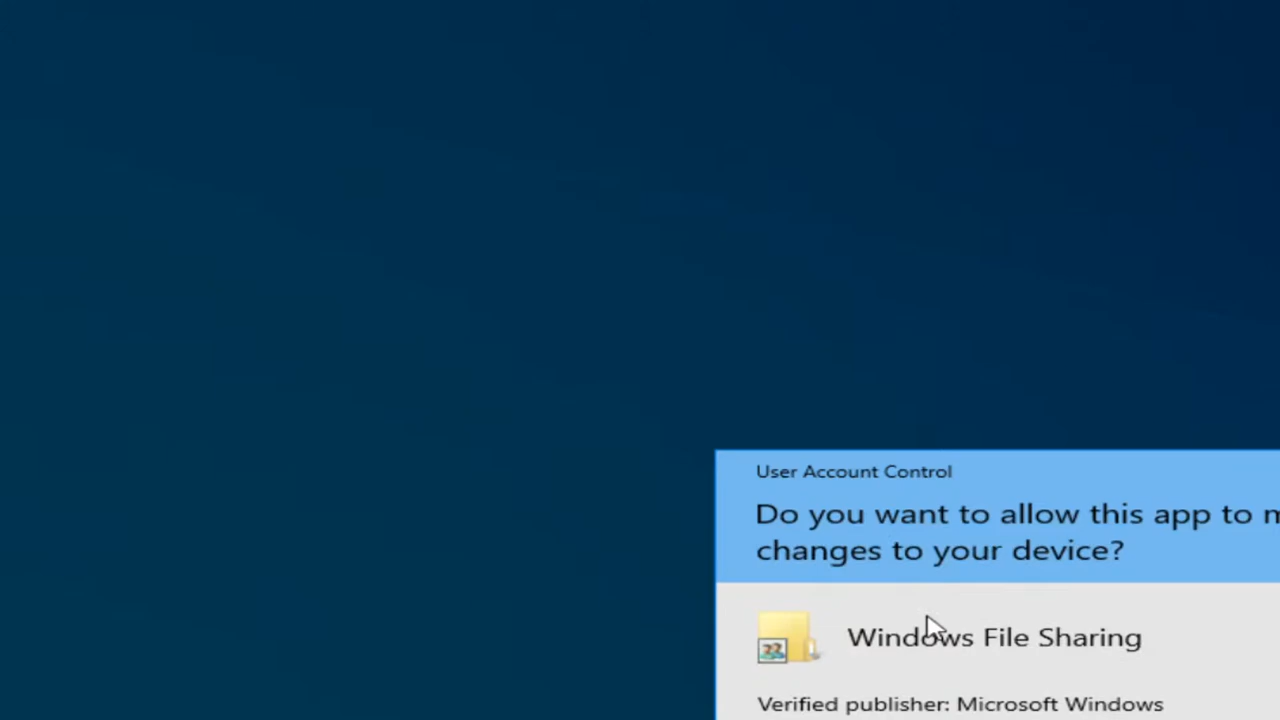 User Account Control
Do you want to allow this app to
changes to your device?
Windows File Sharing
Verified publisher: Microsoft Windows